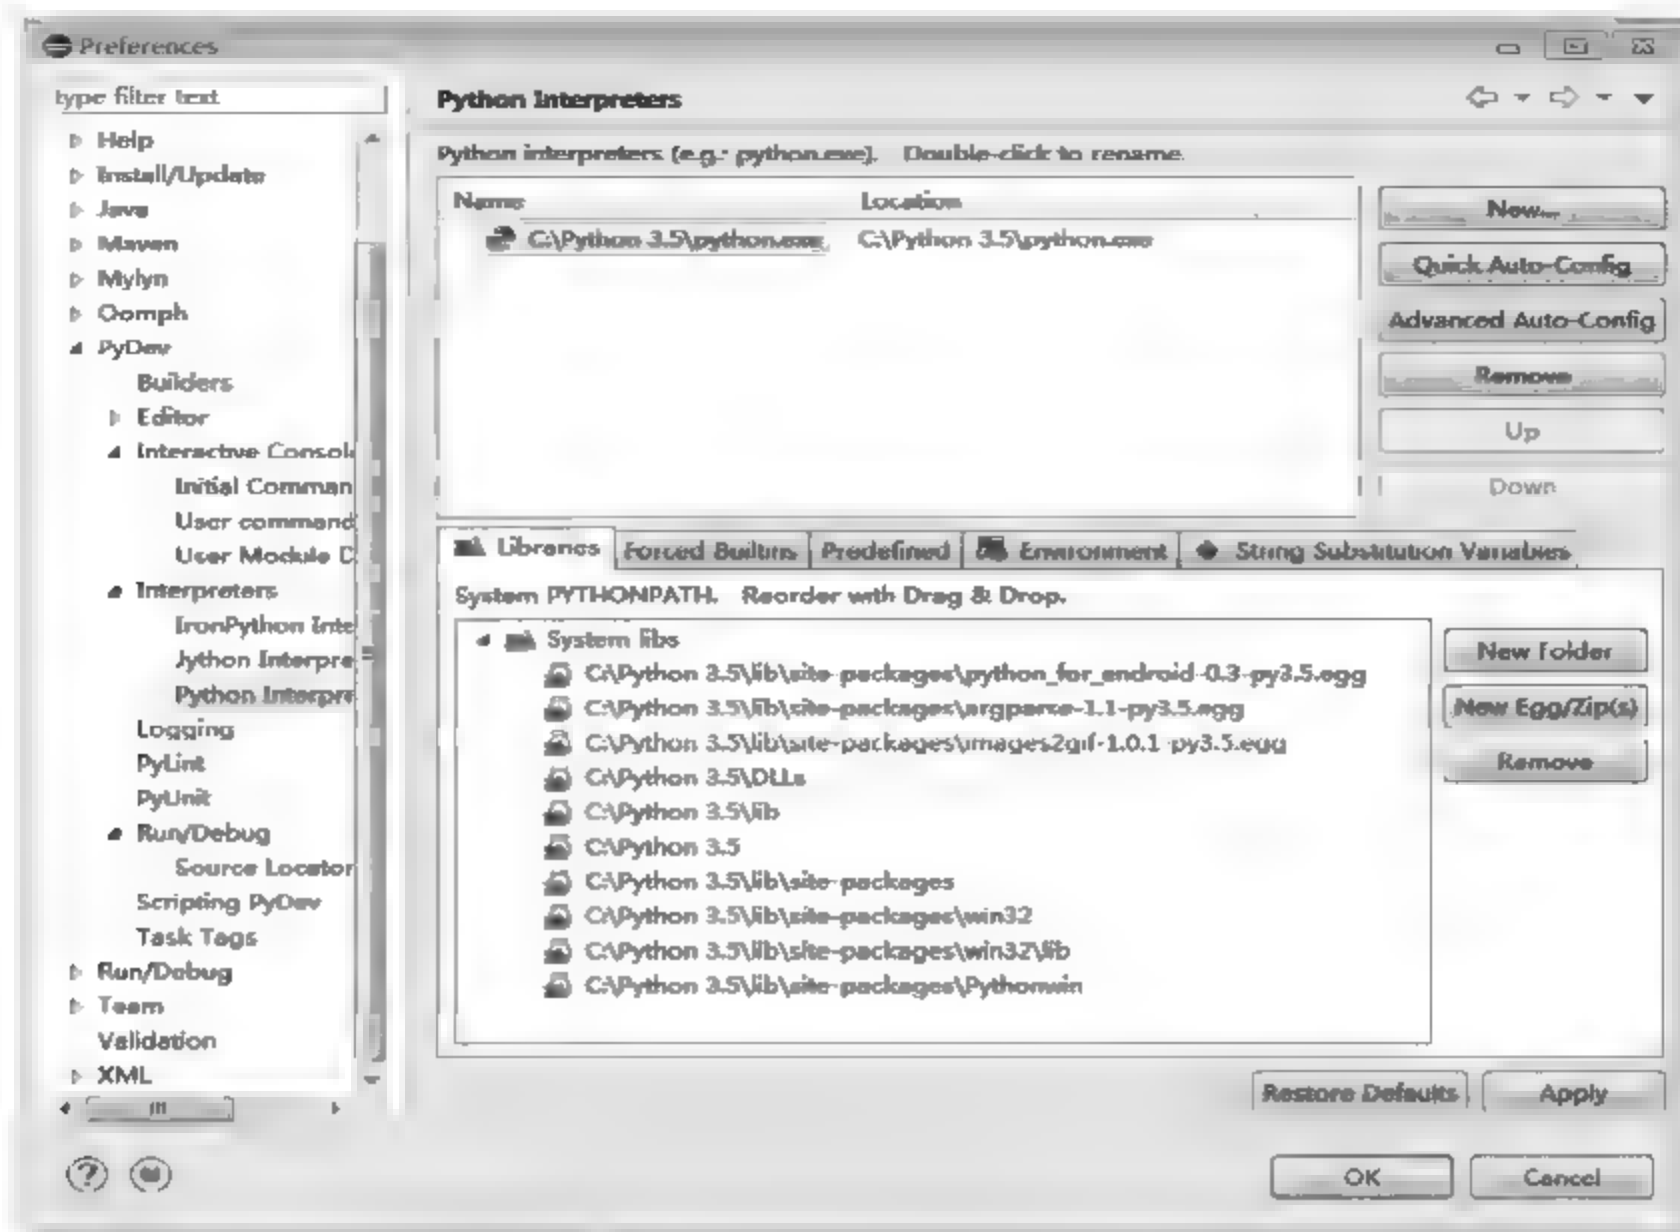 Preferences
type filter text
Help
Install/Update
Java
Maven
Mylyn
Oomph
PyDev
Builders
Editor
Interactive Consol
Initial Comman
User command
User Module D
Interpreters
IronPython Inte
Jython Interpre
Python Interpre
Logging
PyLint
PyUnit
Run/Debug
Source Locator
Scripting PyDev
Task Tags
Run/Debug
Team
Validation
XML
Python Interpreters
Python interpreters (e.g.: python.exe). Double-click to rename.
Name Location
C:\Python 3.5\python.exe C:\Python 3.5\python.exe
New...
Quick Auto-Config
Advanced Auto-Config
Remove
Up
Down
Libraries Forced Builtins Predefined Environment String Substitution Variables
System PYTHONPATH. Reorder with Drag & Drop.
System libs
C:\Python 3.5\lib\site-packages\python_for_android-0.3-py3.5.egg
C:\Python 3.5\lib\site-packages\argparse-1.1-py3.5.egg
C:\Python 3.5\lib\site-packages\images2gif-1.0.1-py3.5.egg
C:\Python 3.5\DLLs
C:\Python 3.5\lib
C:\Python 3.5
C:\Python 3.5\lib\site-packages
C:\Python 3.5\lib\site-packages\win32
C:\Python 3.5\lib\site-packages\win32\lib
C:\Python 3.5\lib\site-packages\Pythonwin
New Folder
New Egg/Zip(s)
Remove
Restore Defaults Apply
OK Cancel